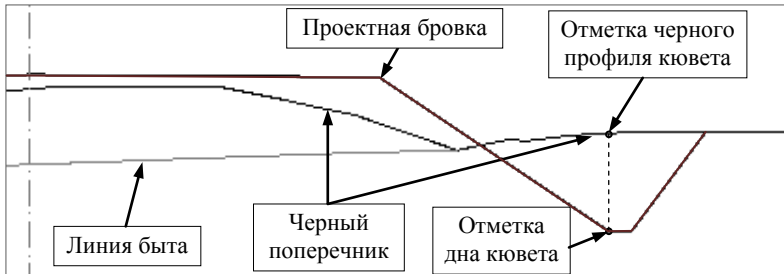 Проектная бровка
Отметка черного
профиля кювета
Линия быта
Черный
поперечник
Отметка
дна кювета